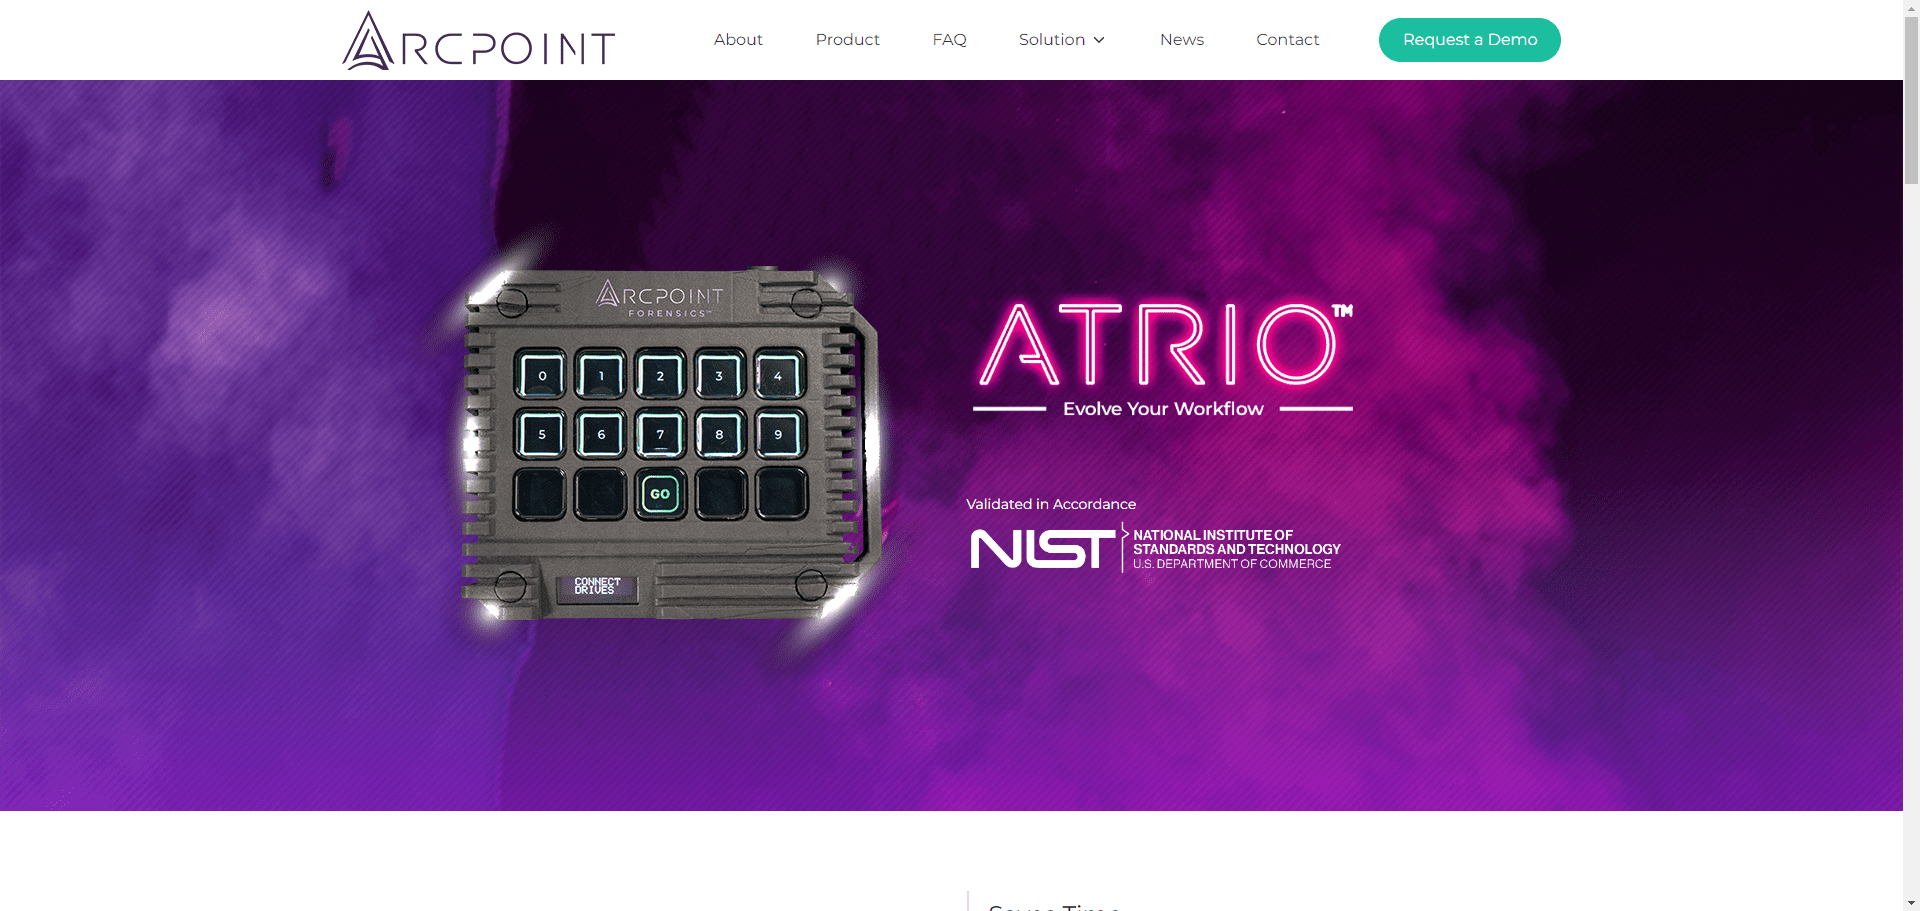 ARCPOINT
About
Product
FAQ
Solution
News
Contact
Request a Demo
ARCPOINT
FORENSICS™
0 1 2 3 4
5 6 7 8 9
GO
CONNECT
DRIVES
ATRIO™
Evolve Your Workflow
Validated in Accordance
NIST
NATIONAL INSTITUTE OF
STANDARDS AND TECHNOLOGY
U.S. DEPARTMENT OF COMMERCE